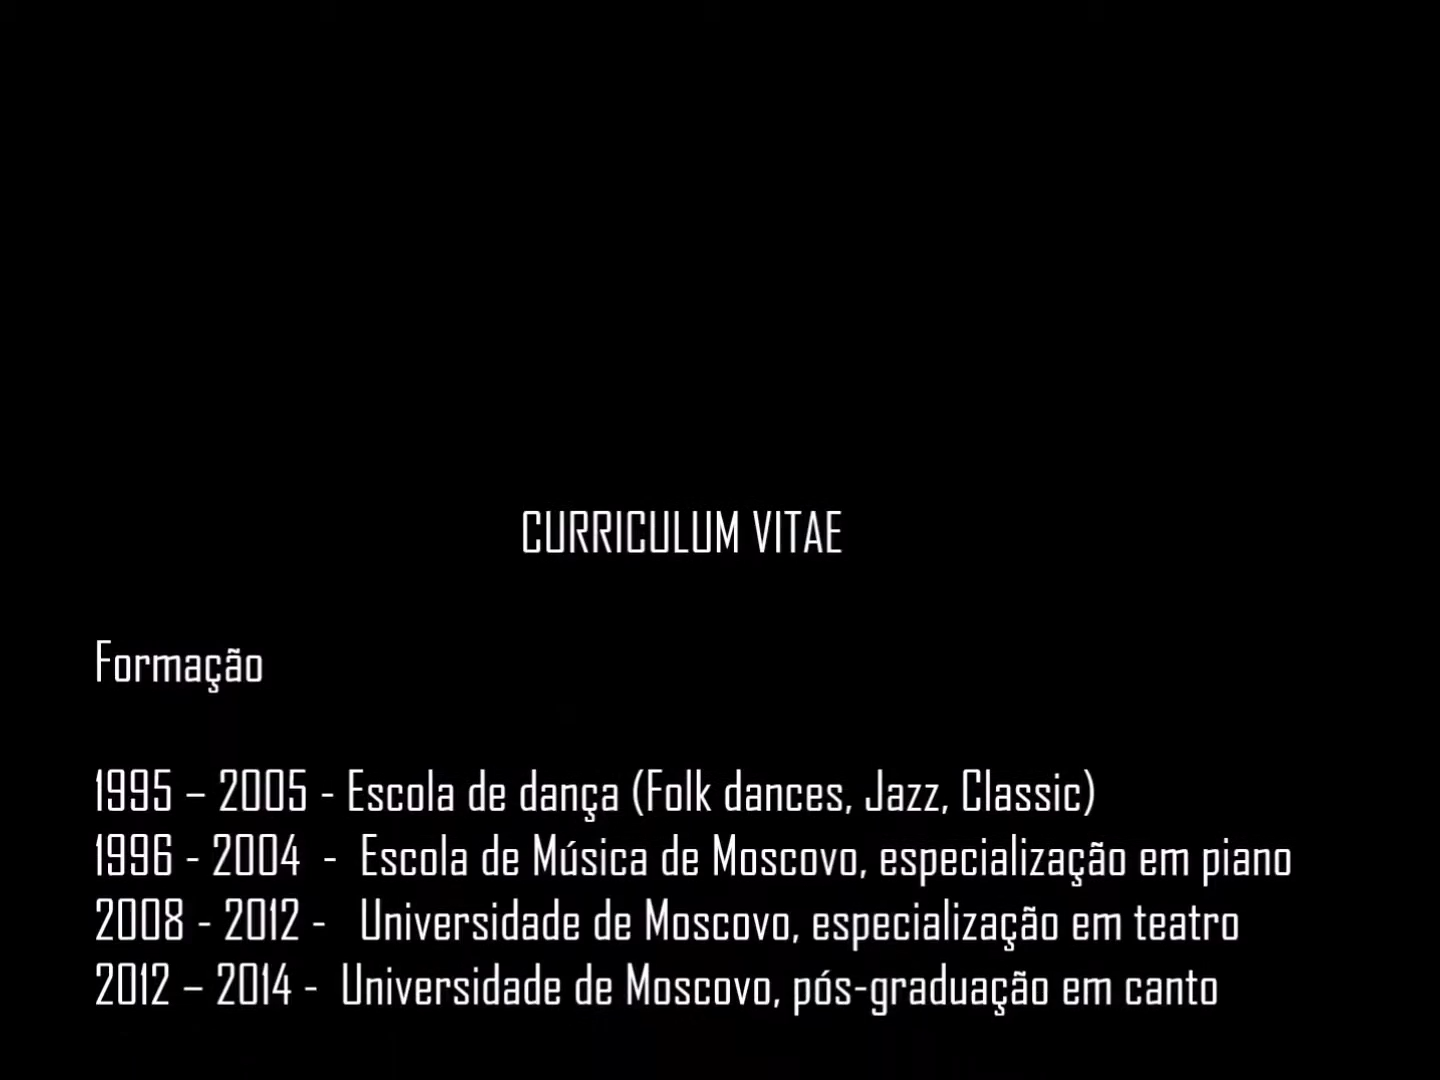 CURRICULUM VITAE
Formação
1995 – 2005 - Escola de dança (Folk dances, Jazz, Classic)
1996 - 2004 - Escola de Música de Moscovo, especialização em piano
2008 - 2012 - Universidade de Moscovo, especialização em teatro
2012 – 2014 - Universidade de Moscovo, pós-graduação em canto